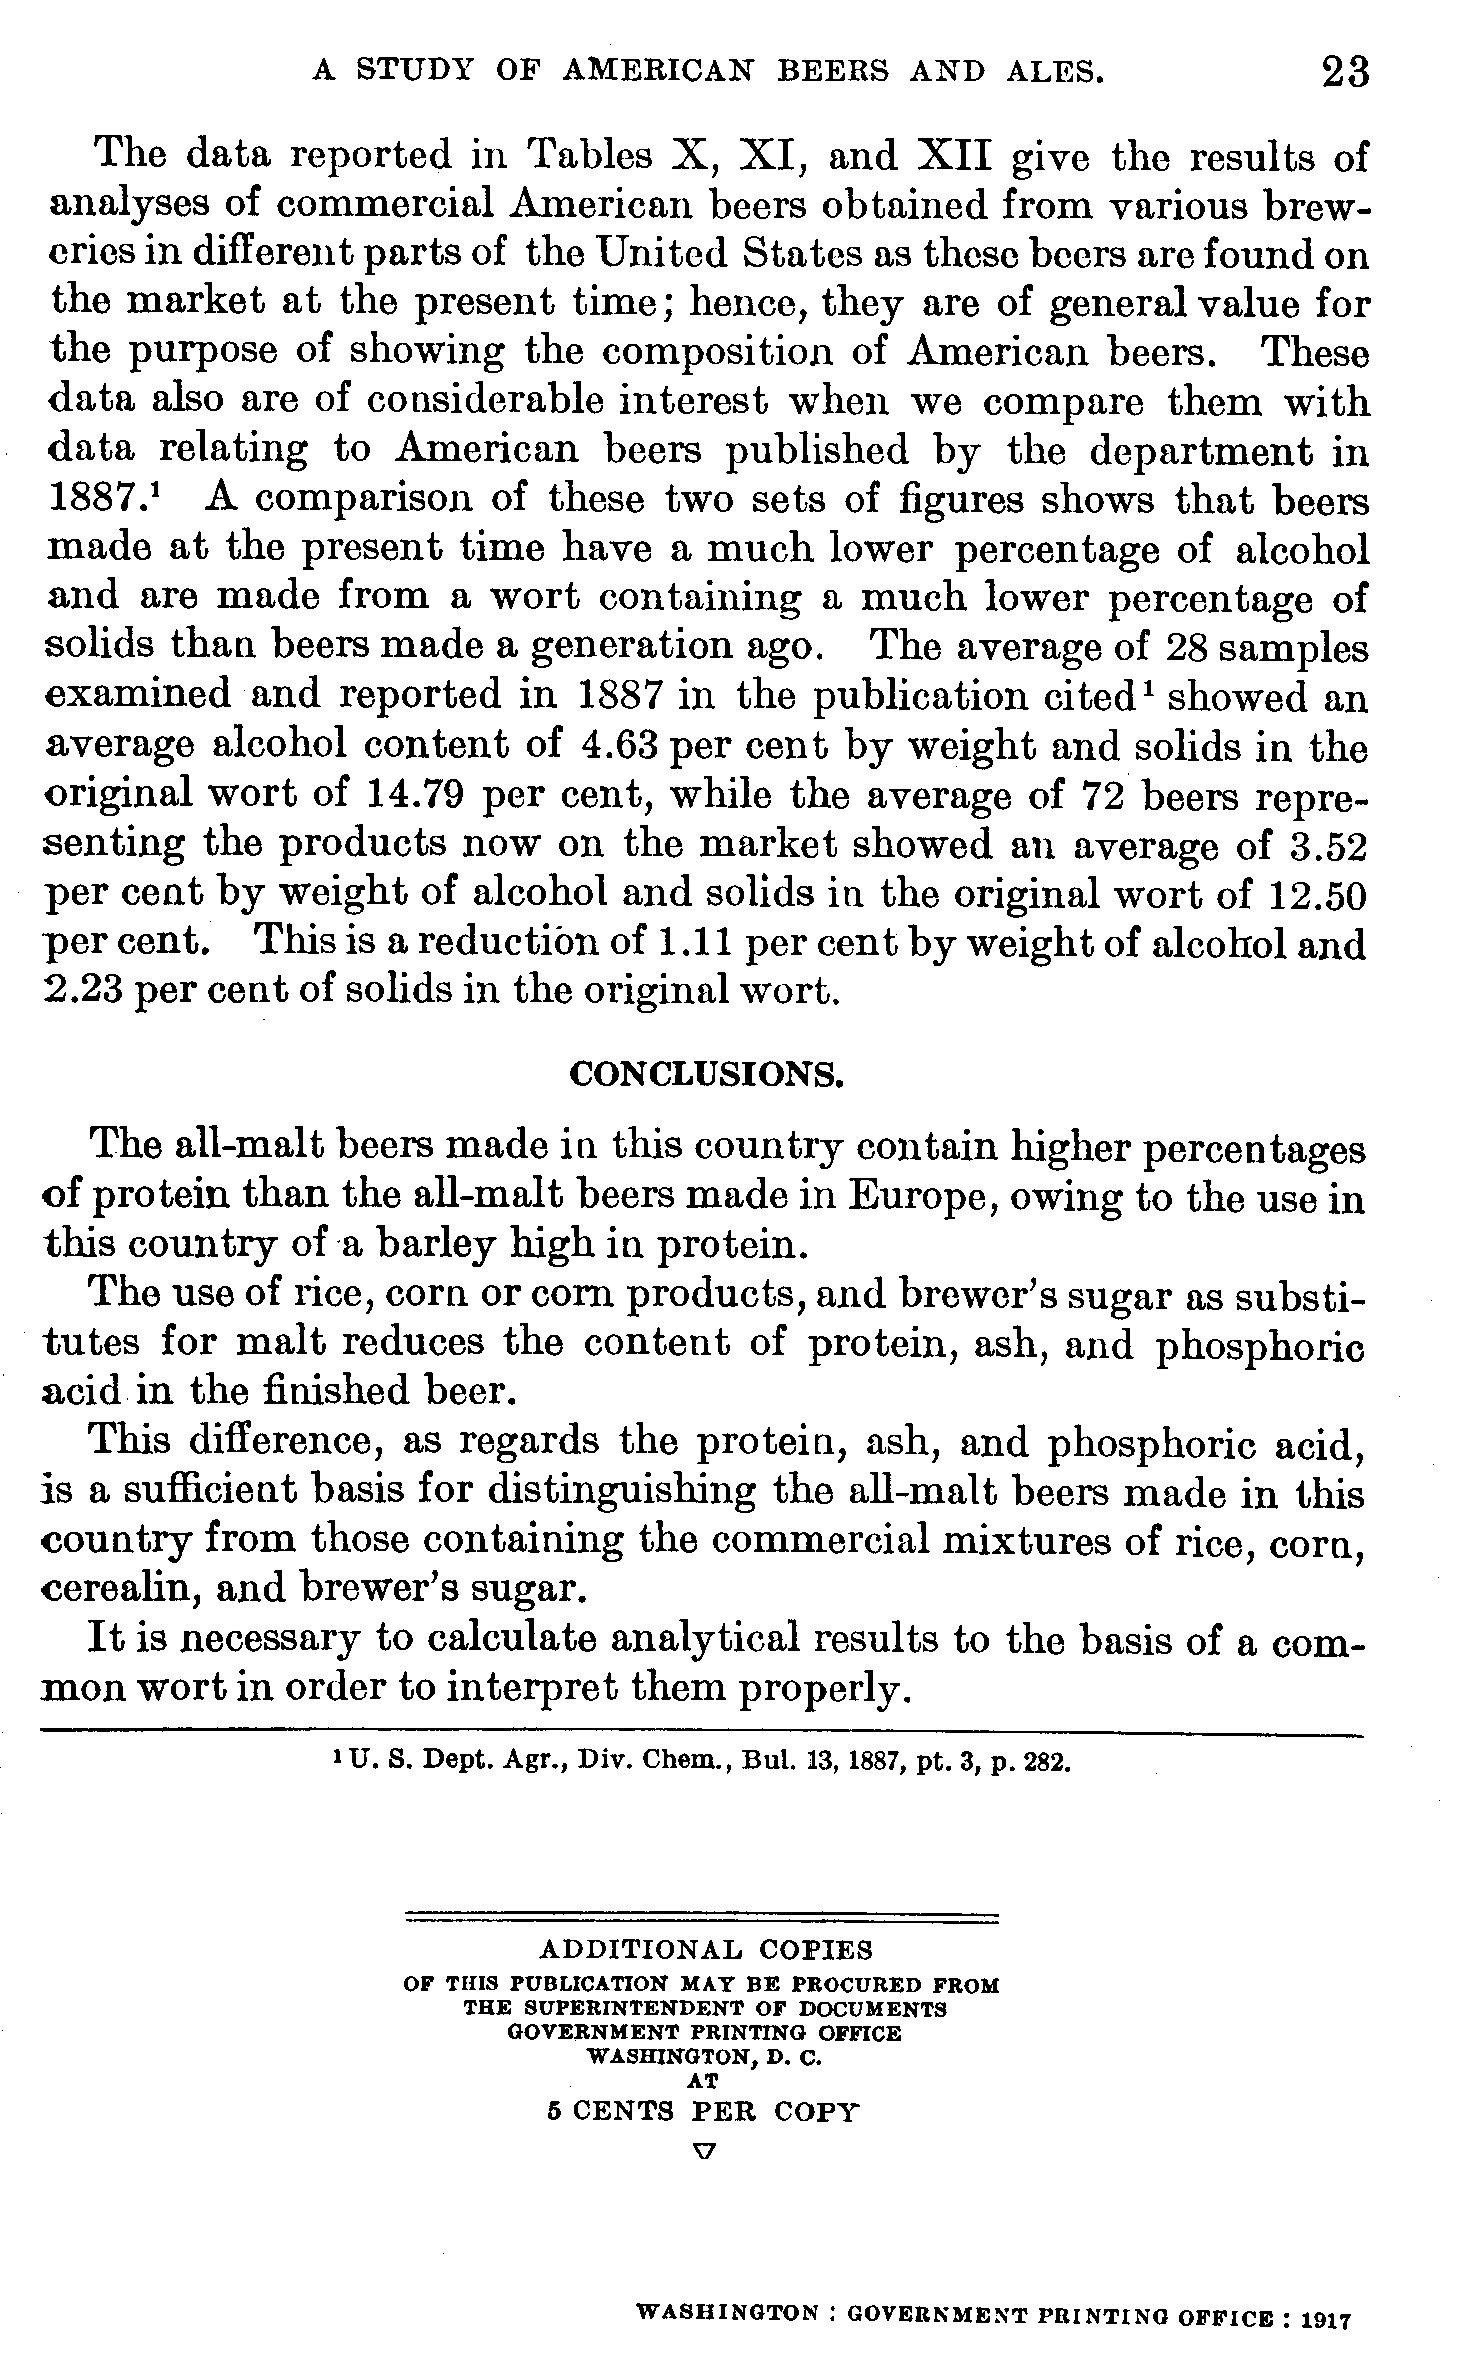 A STUDY OF AMERICAN BEERS AND ALES. 23
The data reported in Tables X, XI, and XII give the results of
analyses of commercial American beers obtained from various brew-
eries in different parts of the United States as these beers are found on
the market at the present time; hence, they are of general value for
the purpose of showing the composition of American beers. These
data also are of considerable interest when we compare them with
data relating to American beers published by the department in
1887.¹ A comparison of these two sets of figures shows that beers
made at the present time have a much lower percentage of alcohol
and are made from a wort containing a much lower percentage of
solids than beers made a generation ago. The average of 28 samples
examined and reported in 1887 in the publication cited¹ showed an
average alcohol content of 4.63 per cent by weight and solids in the
original wort of 14.79 per cent, while the average of 72 beers repre-
senting the products now on the market showed an average of 3.52
per cent by weight of alcohol and solids in the original wort of 12.50
per cent. This is a reduction of 1.11 per cent by weight of alcohol and
2.23 per cent of solids in the original wort.
CONCLUSIONS.
The all-malt beers made in this country contain higher percentages
of protein than the all-malt beers made in Europe, owing to the use in
this country of a barley high in protein.
The use of rice, corn or corn products, and brewer's sugar as substi-
tutes for malt reduces the content of protein, ash, and phosphoric
acid in the finished beer.
This difference, as regards the protein, ash, and phosphoric acid,
is a sufficient basis for distinguishing the all-malt beers made in this
country from those containing the commercial mixtures of rice, corn,
cerealin, and brewer's sugar.
It is necessary to calculate analytical results to the basis of a com-
mon wort in order to interpret them properly.
¹ U. S. Dept. Agr., Div. Chem., Bul. 13, 1887, pt. 3, p. 282.
ADDITIONAL COPIES
OF THIS PUBLICATION MAY BE PROCURED FROM
THE SUPERINTENDENT OF DOCUMENTS
GOVERNMENT PRINTING OFFICE
WASHINGTON, D. C.
AT
5 CENTS PER COPY
▽
WASHINGTON : GOVERNMENT PRINTING OFFICE : 1917